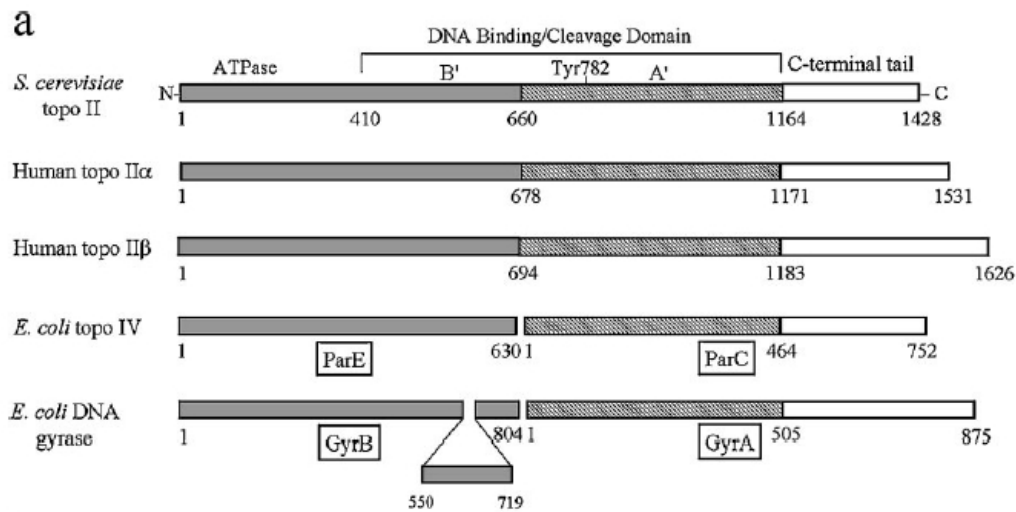 a
DNA Binding/Cleavage Domain
S. cerevisiae
topo II
ATPase
B'
Tyr782
A'
C-terminal tail
N
C
1
410
660
1164
1428
Human topo IIα
1
678
1171
1531
Human topo IIβ
1
694
1183
1626
E. coli topo IV
1
630
1
464
752
ParE
ParC
E. coli DNA
gyrase
1
804
1
505
875
GyrB
GyrA
550
719